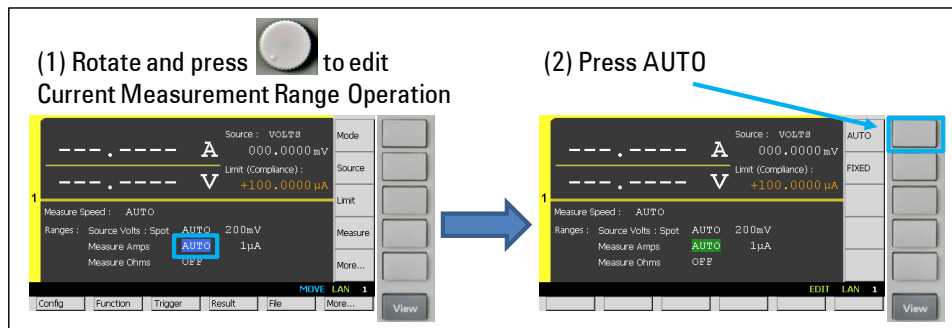 (1) Rotate and press to edit
Current Measurement Range Operation
---.---- A
Source : VOLTS
000.0000 mV
---.---- V
Limit (Compliance) :
+100.0000 µA
1
Measure Speed : AUTO
Ranges : Source Volts : Spot AUTO 200mV
Measure Amps AUTO 1µA
Measure Ohms OFF
MOVE LAN 1
Mode
Source
Limit
Measure
More...
Config Function Trigger Result File More...
View
(2) Press AUTO
---.---- A
Source : VOLTS
000.0000 mV
---.---- V
Limit (Compliance) :
+100.0000 µA
1
Measure Speed : AUTO
Ranges : Source Volts : Spot AUTO 200mV
Measure Amps AUTO 1µA
Measure Ohms OFF
EDIT LAN 1
AUTO
FIXED
View